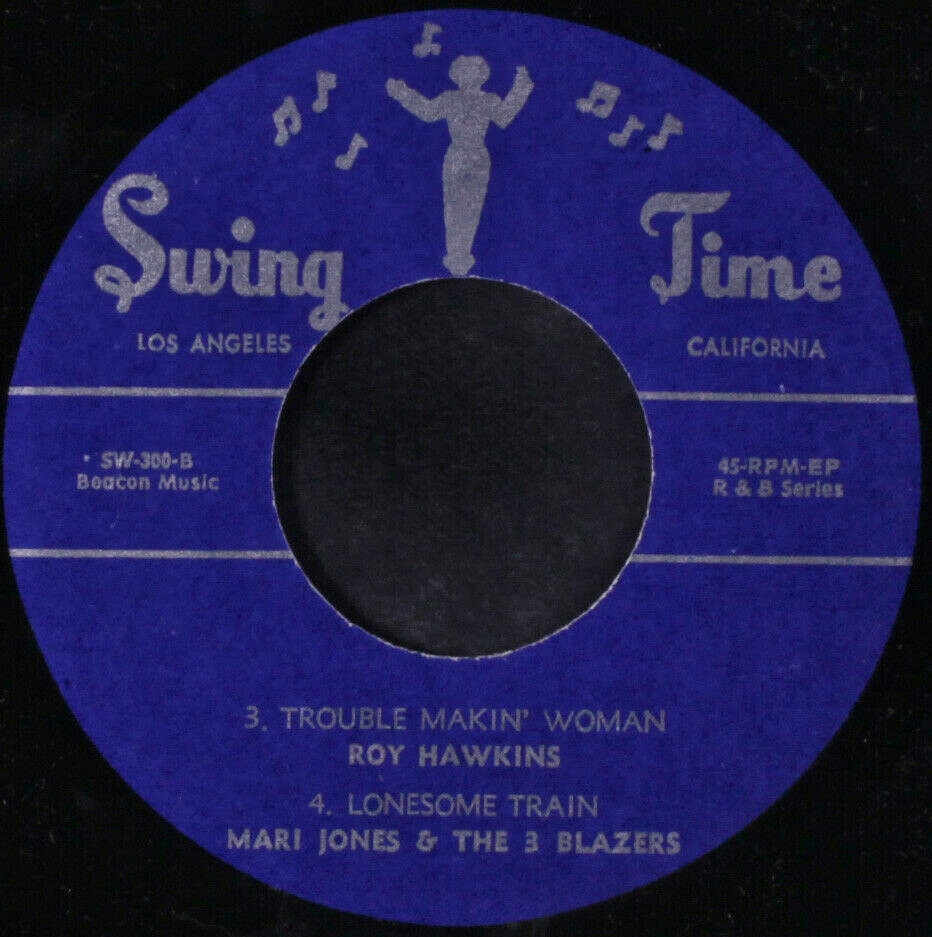 Swing Time
LOS ANGELES CALIFORNIA
SW-300-B
Beacon Music
45-RPM-EP
R & B Series
3. TROUBLE MAKIN' WOMAN
ROY HAWKINS
4. LONESOME TRAIN
MARI JONES & THE 3 BLAZERS